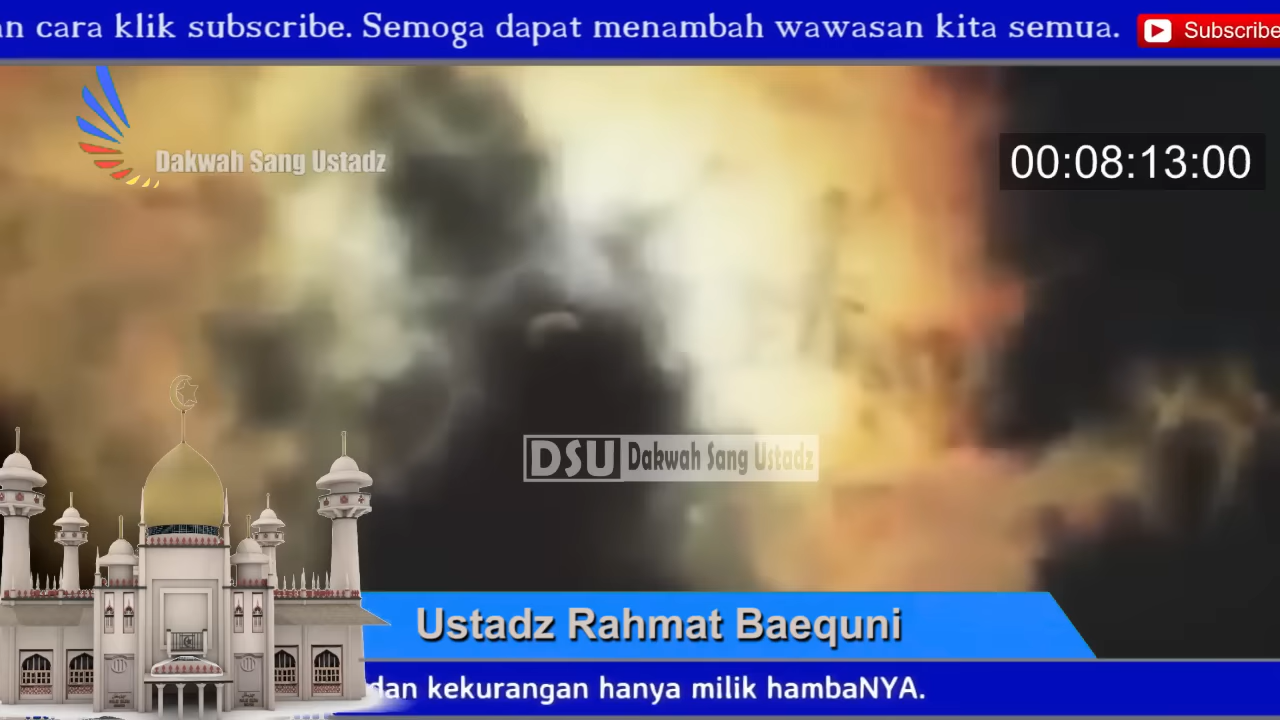 n cara klik subscribe. Semoga dapat menambah wawasan kita semua.
Subscribe
Dakwah Sang Ustadz
00:08:13:00
DSU Dakwah Sang Ustadz
Ustadz Rahmat Baequni
dan kekurangan hanya milik hambaNYA.